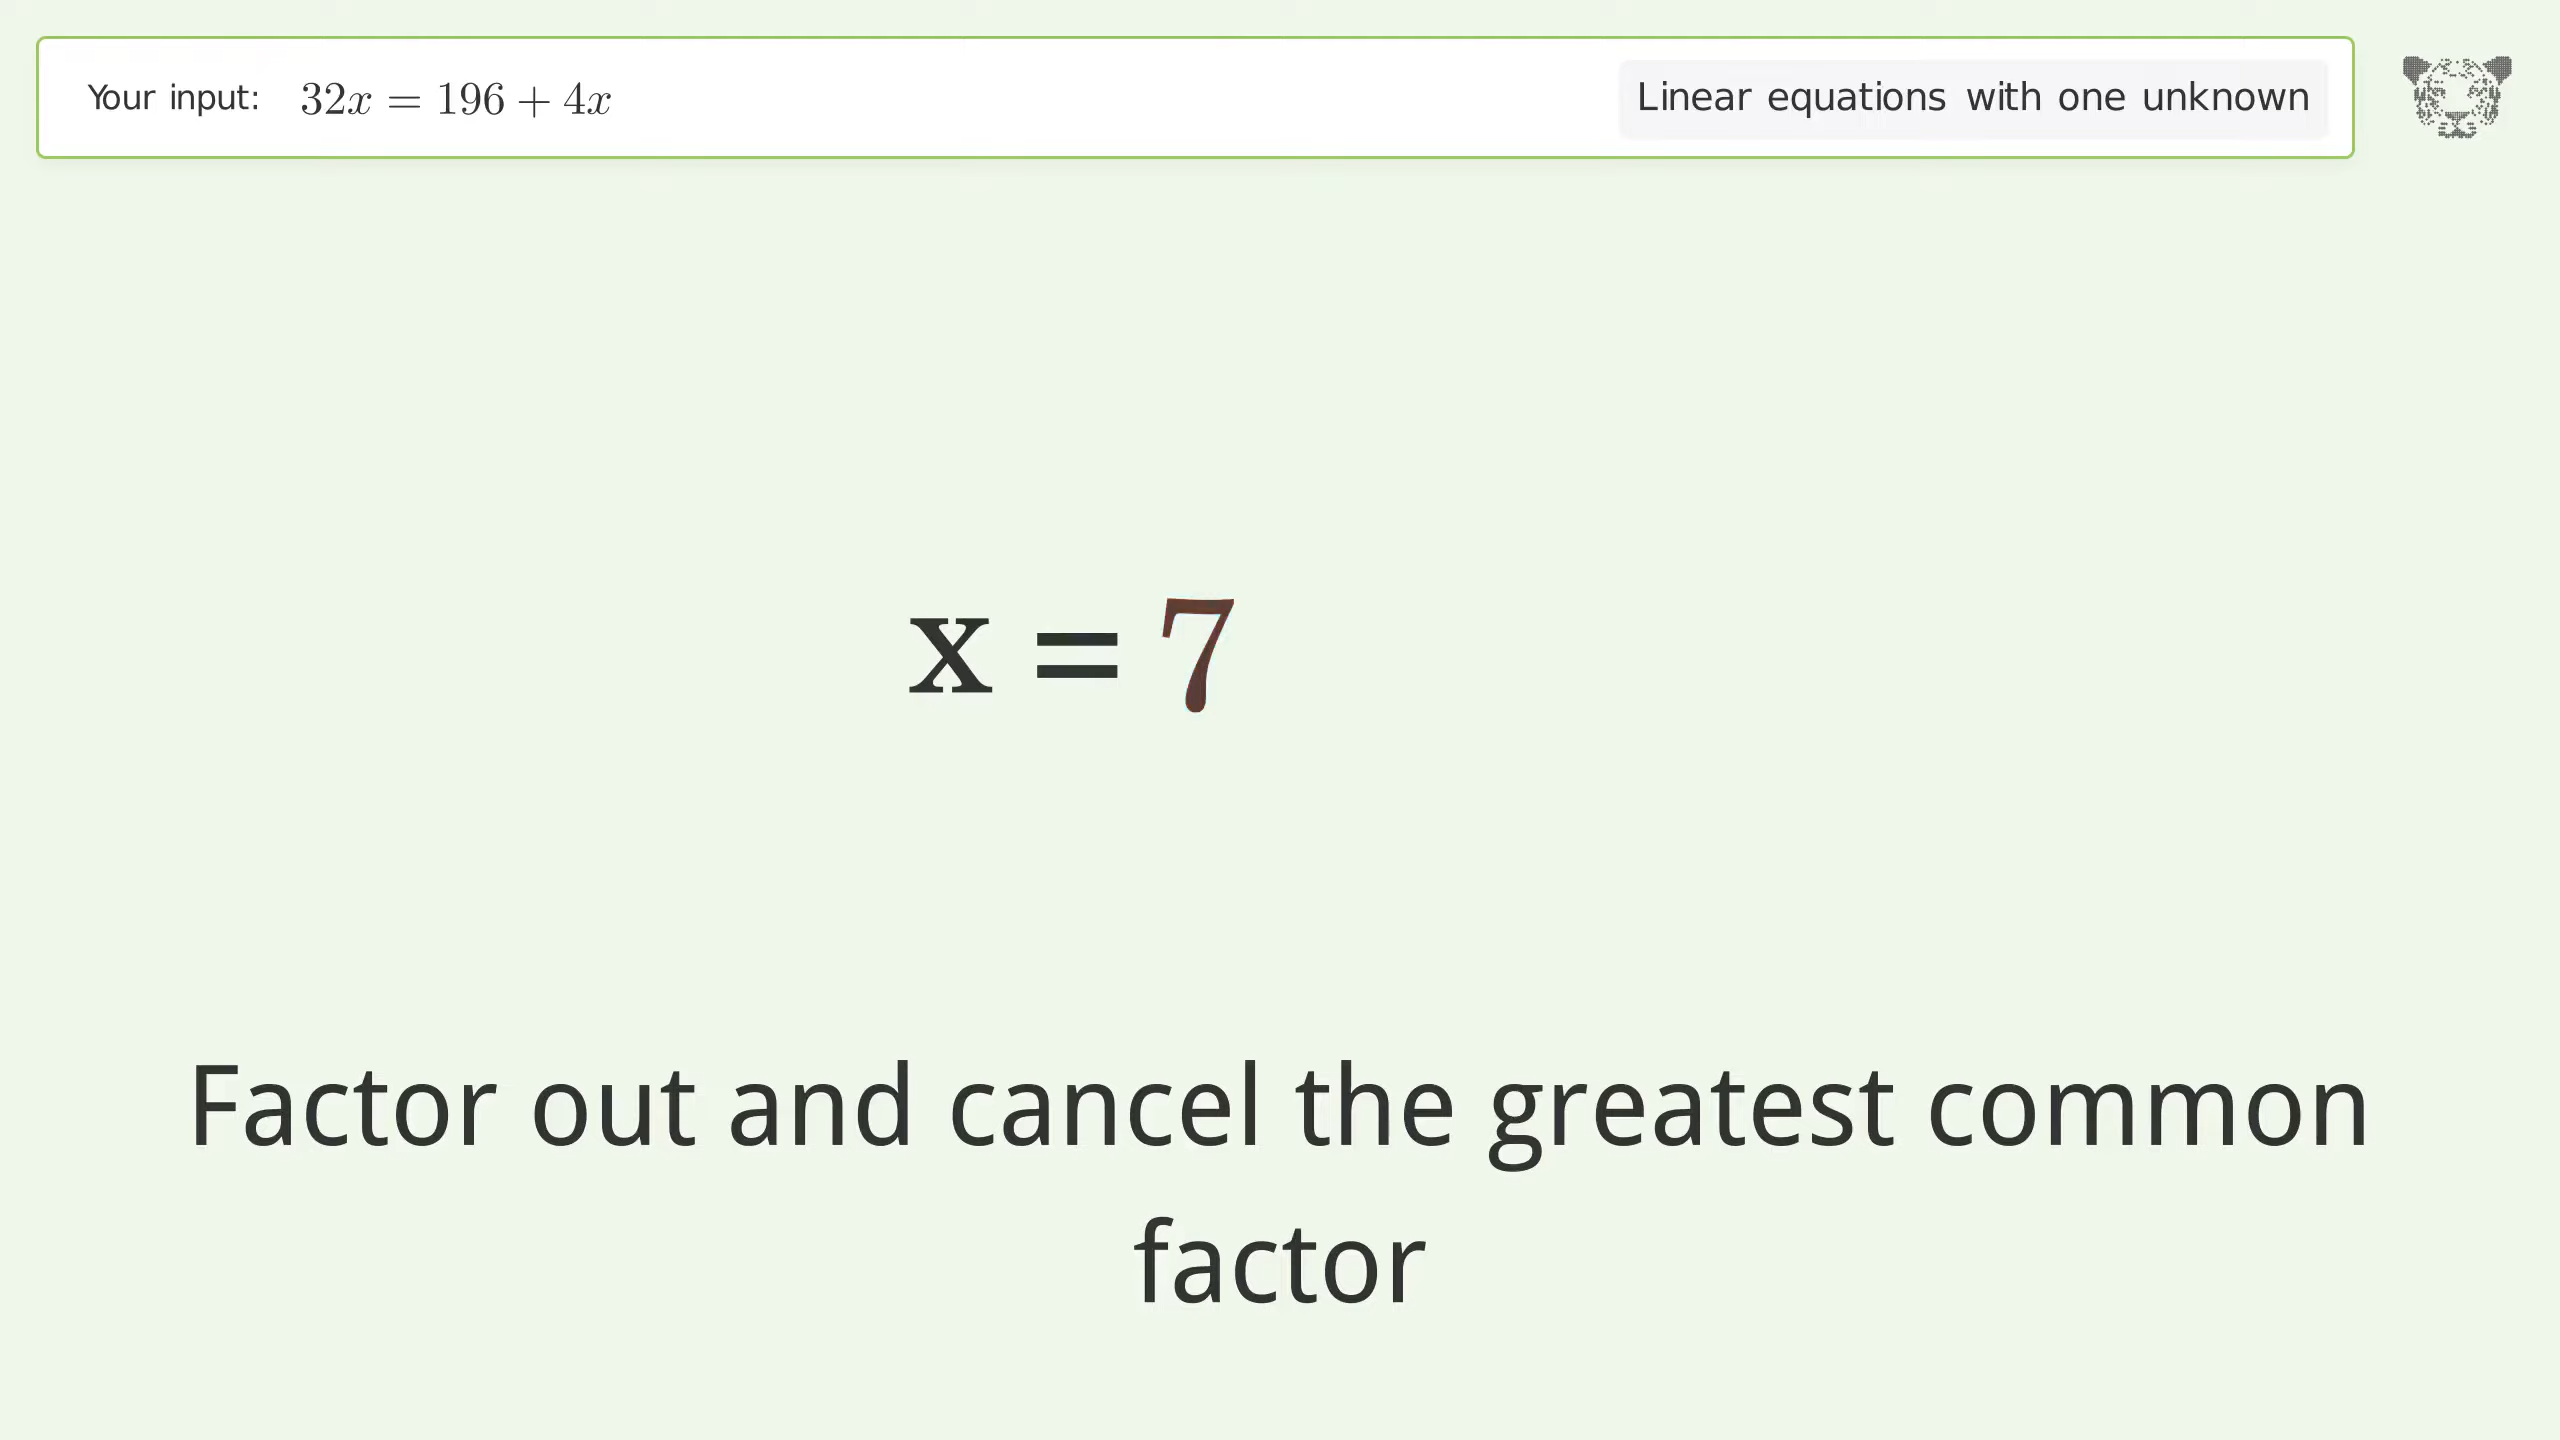 Your input: 32x = 196 + 4x
Linear equations with one unknown
x = 7
Factor out and cancel the greatest common
factor